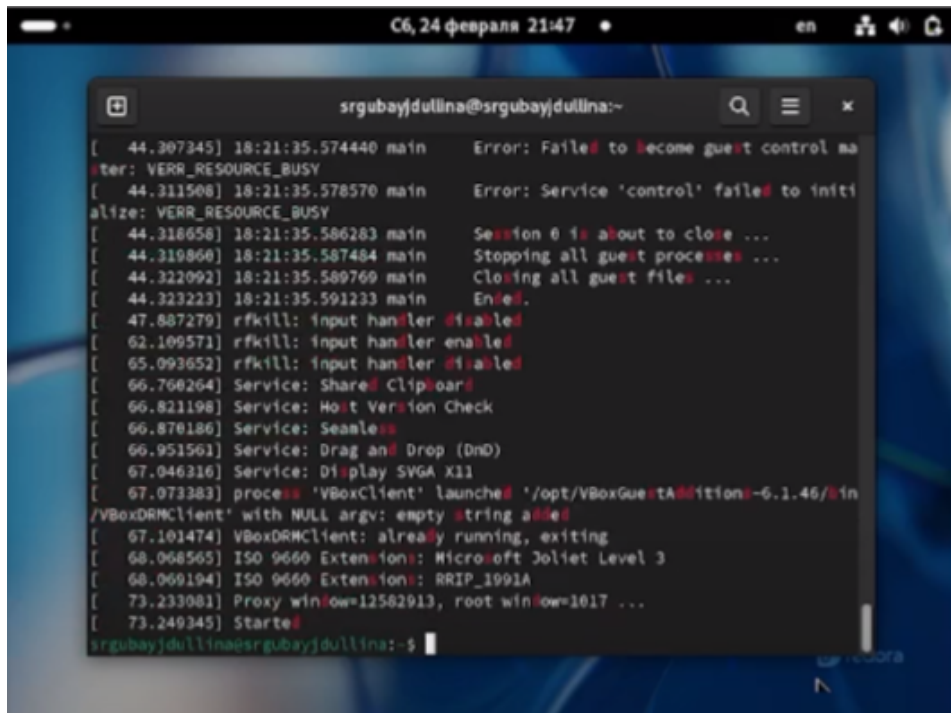 Сб, 24 февраля 21:47
en
srgubayjdullina@srgubayjdullina:~
[   44.307345] 18:21:35.574440 main     Error: Failed to become guest control ma
ster: VERR_RESOURCE_BUSY
[   44.311508] 18:21:35.578570 main     Error: Service 'control' failed to initi
alize: VERR_RESOURCE_BUSY
[   44.318658] 18:21:35.586283 main     Session 0 is about to close ...
[   44.319860] 18:21:35.587484 main     Stopping all guest processes ...
[   44.322092] 18:21:35.589769 main     Closing all guest files ...
[   44.323223] 18:21:35.591233 main     Ended.
[   47.887279] rfkill: input handler disabled
[   62.109571] rfkill: input handler enabled
[   65.093652] rfkill: input handler disabled
[   66.760264] Service: Shared Clipboard
[   66.821198] Service: Host Version Check
[   66.870186] Service: Seamless
[   66.951561] Service: Drag and Drop (DnD)
[   67.046316] Service: Display SVGA X11
[   67.073383] process 'VBoxClient' launched '/opt/VBoxGuestAdditions-6.1.46/bin
/VBoxDRMClient' with NULL argv: empty string added
[   67.101474] VBoxDRMClient: already running, exiting
[   68.068565] ISO 9660 Extensions: Microsoft Joliet Level 3
[   68.069194] ISO 9660 Extensions: RRIP_1991A
[   73.233081] Proxy window=12582913, root window=1017 ...
[   73.249345] Started
srgubayjdullina@srgubayjdullina:~$
fedora